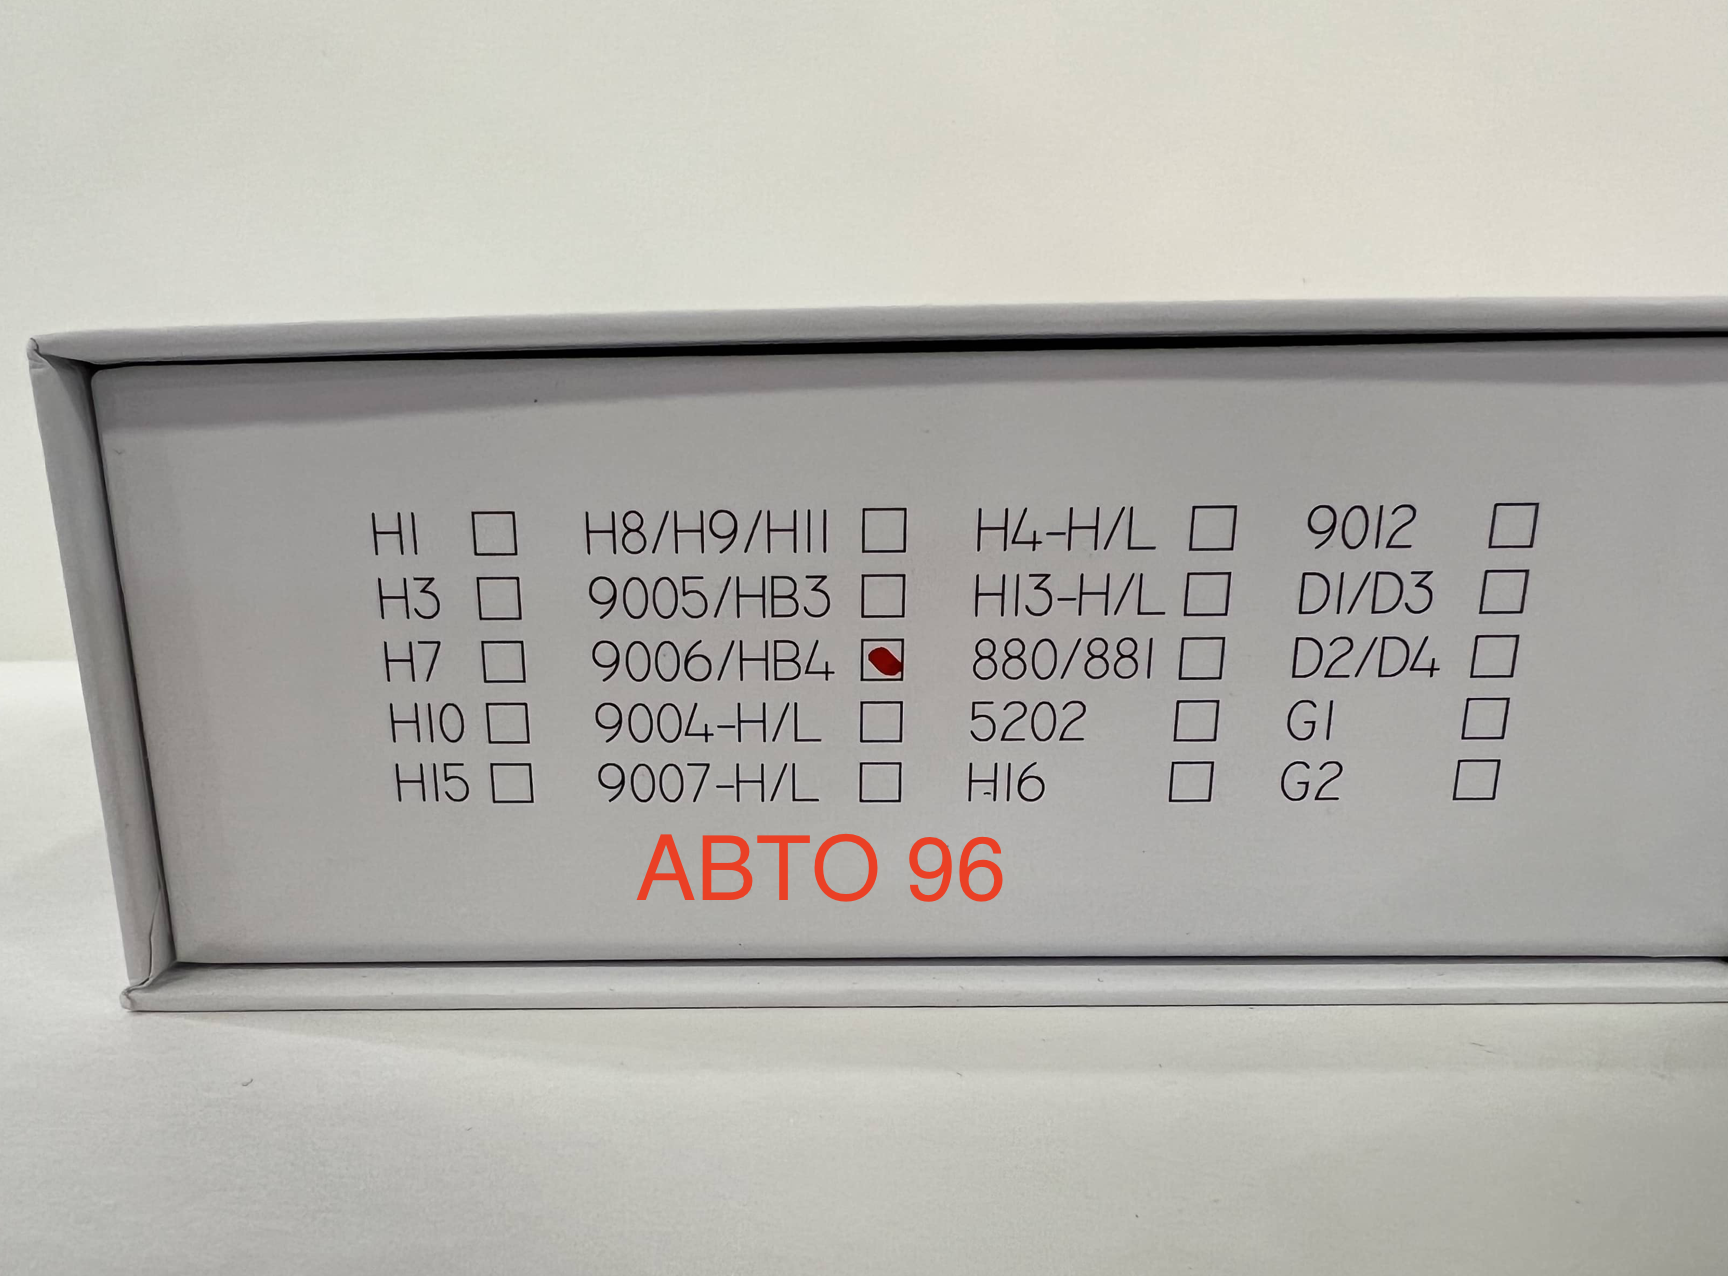 H1 ☐ H8/H9/H11 ☐ H4-H/L ☐ 9012 ☐
H3 ☐ 9005/HB3 ☐ H13-H/L ☐ D1/D3 ☐
H7 ☐ 9006/HB4 ☑ 880/881 ☐ D2/D4 ☐
H10 ☐ 9004-H/L ☐ 5202 ☐ G1 ☐
H15 ☐ 9007-H/L ☐ H16 ☐ G2 ☐
АВТО 96